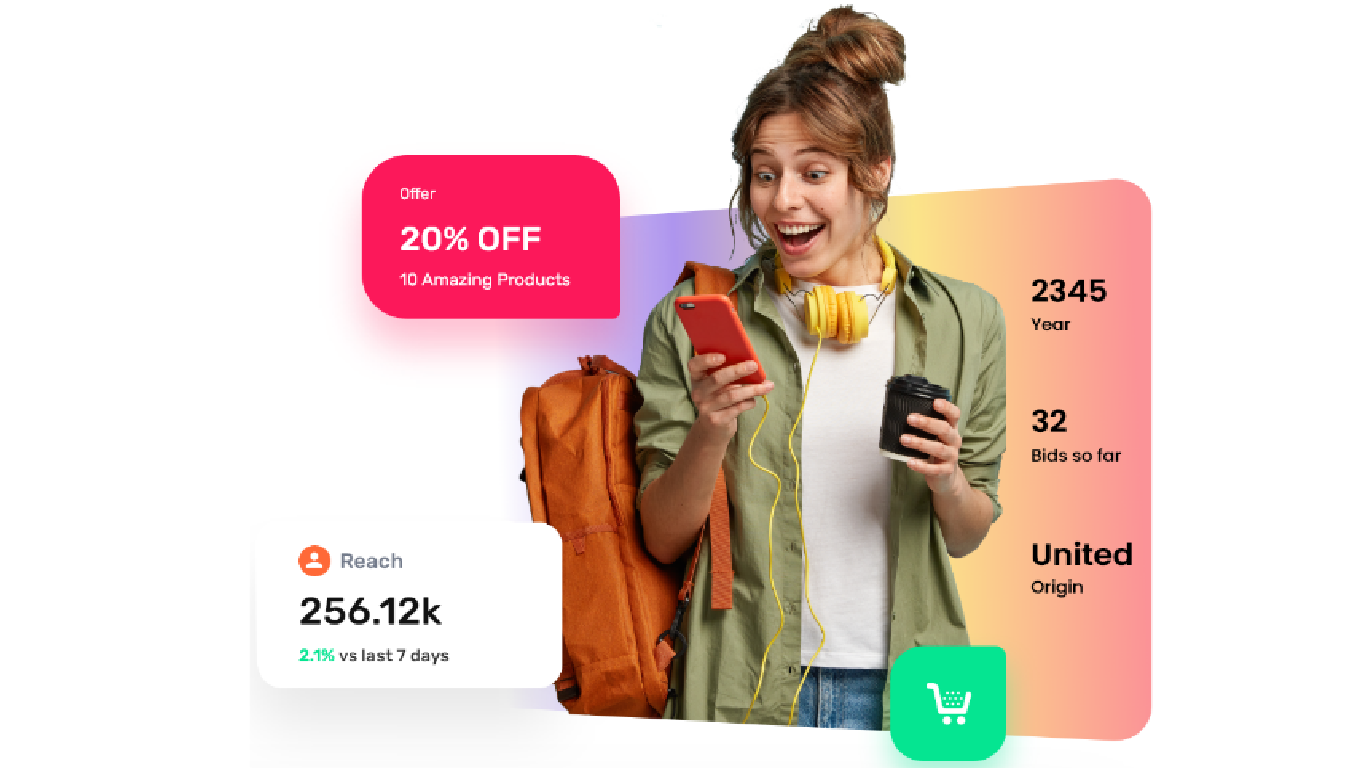 Offer
20% OFF
10 Amazing Products
2345
Year
32
Bids so far
United
Origin
Reach
256.12k
2.1% vs last 7 days